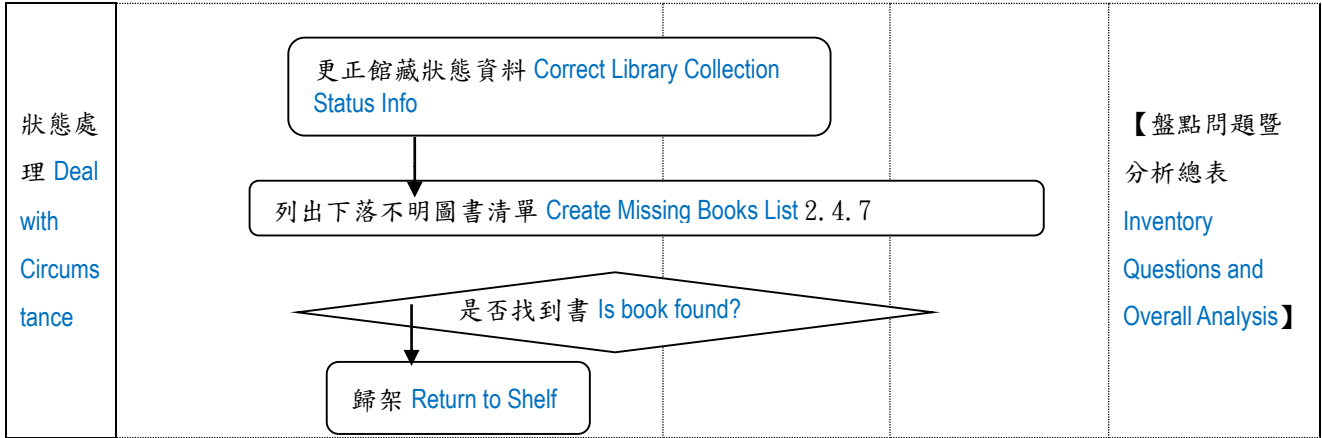 狀態處
理 Deal
with
Circums
tance
更正館藏狀態資料 Correct Library Collection
Status Info
列出下落不明圖書清單 Create Missing Books List 2.4.7
是否找到書 Is book found?
歸架 Return to Shelf
【盤點問題暨
分析總表
Inventory
Questions and
Overall Analysis】